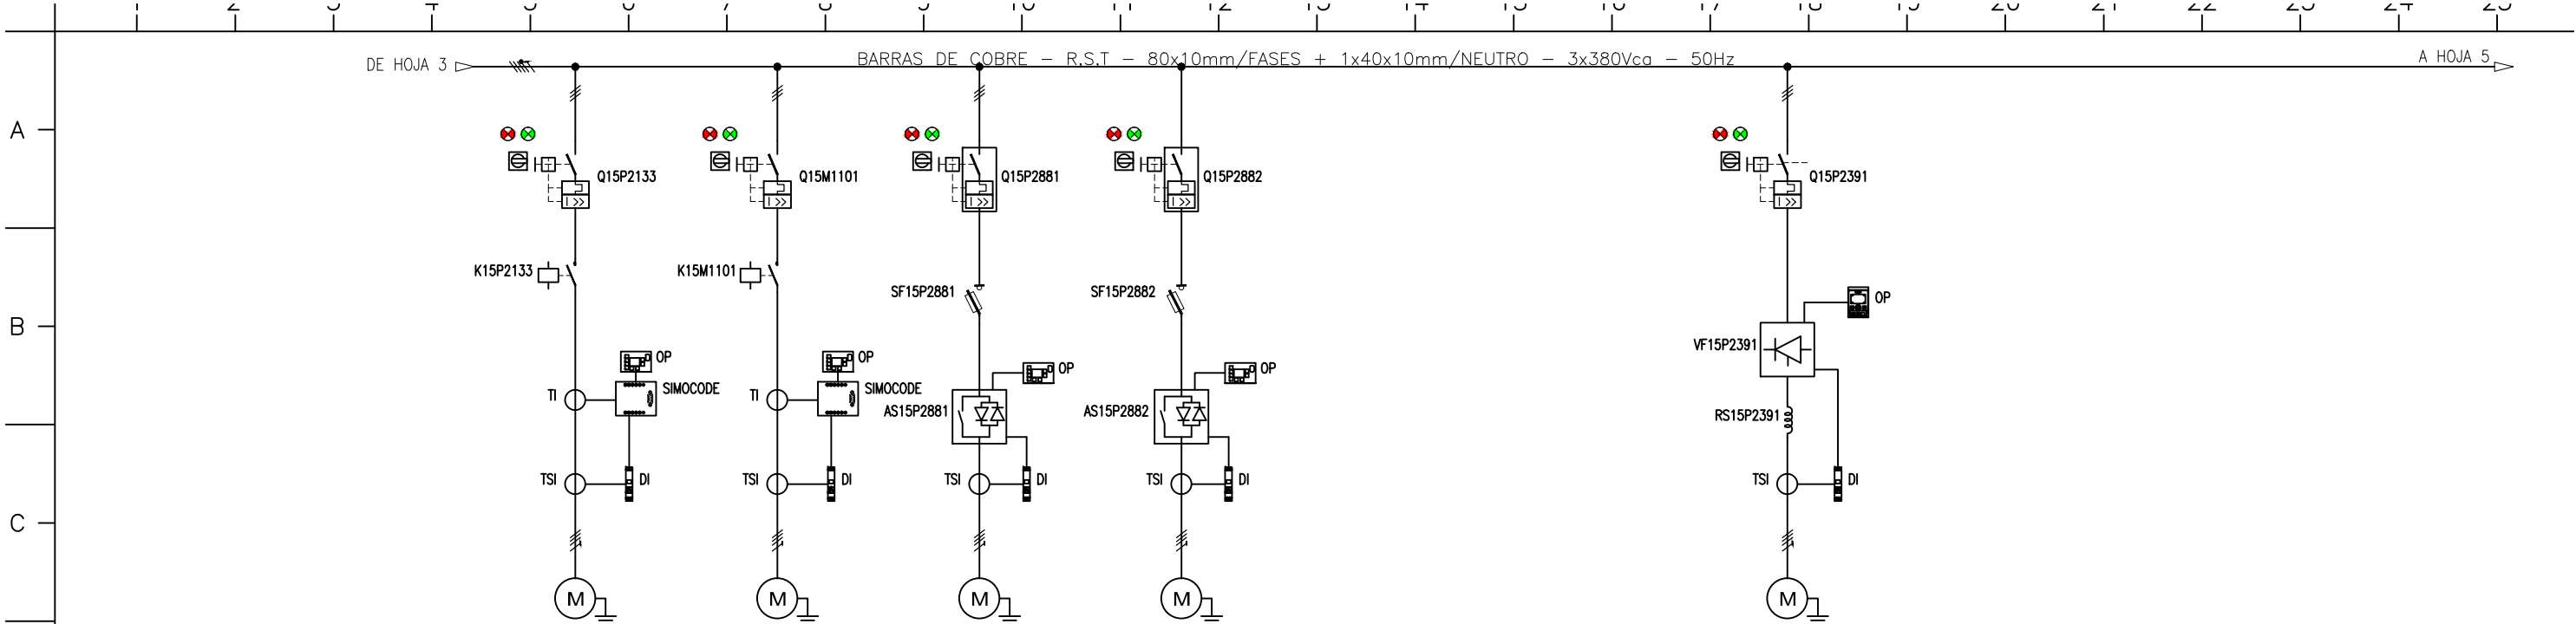 1 2 3 4 5 6 7 8 9 10 11 12 13 14 15 16 17 18 19 20 21 22 23 24 25
DE HOJA 3 BARRAS DE COBRE - R.S.T - 80x10mm/FASES + 1x40x10mm/NEUTRO - 3x380Vca - 50Hz A HOJA 5
A
Q15P2133 Q15M1101 Q15P2881 Q15P2882 Q15P2391
I >> I >> I >> I >> I >>
K15P2133 K15M1101
SF15P2881 SF15P2882 OP
B
VF15P2391
OP OP
OP OP
SIMOCODE SIMOCODE
TI TI
AS15P2881 AS15P2882 RS15P2391
TSI DI TSI DI TSI DI TSI DI TSI DI
C
M M M M M